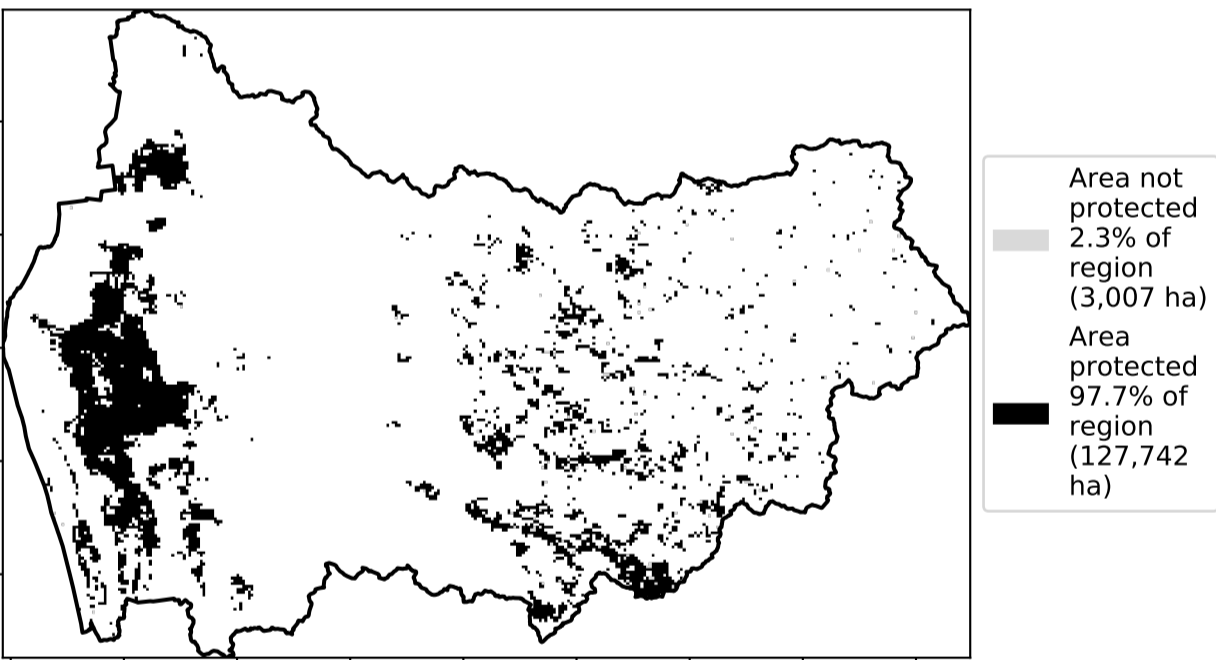 Area not
protected
2.3% of
region
(3,007 ha)
Area
protected
97.7% of
region
(127,742
ha)